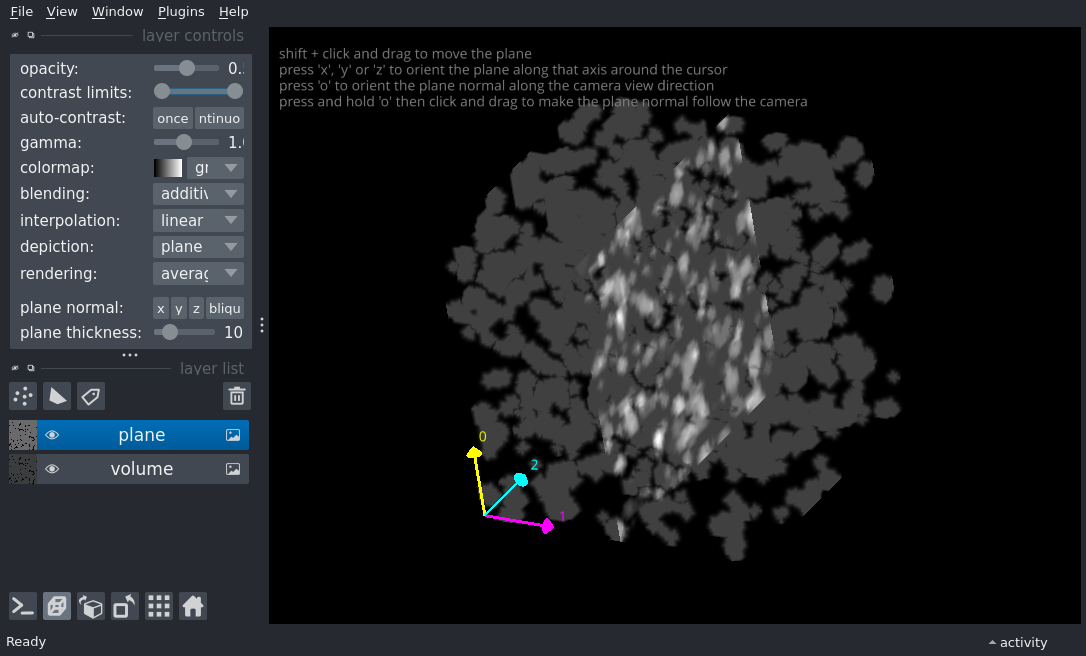 File View Window Plugins Help
layer controls
opacity: 0.
contrast limits:
auto-contrast: once ntinuo
gamma: 1.
colormap: gr
blending: additiv
interpolation: linear
depiction: plane
rendering: averag
plane normal: x y z bliqu
plane thickness: 10
layer list
plane
volume
shift + click and drag to move the plane
press 'x', 'y' or 'z' to orient the plane along that axis around the cursor
press 'o' to orient the plane normal along the camera view direction
press and hold 'o' then click and drag to make the plane normal follow the camera
0
2
1
Ready
activity